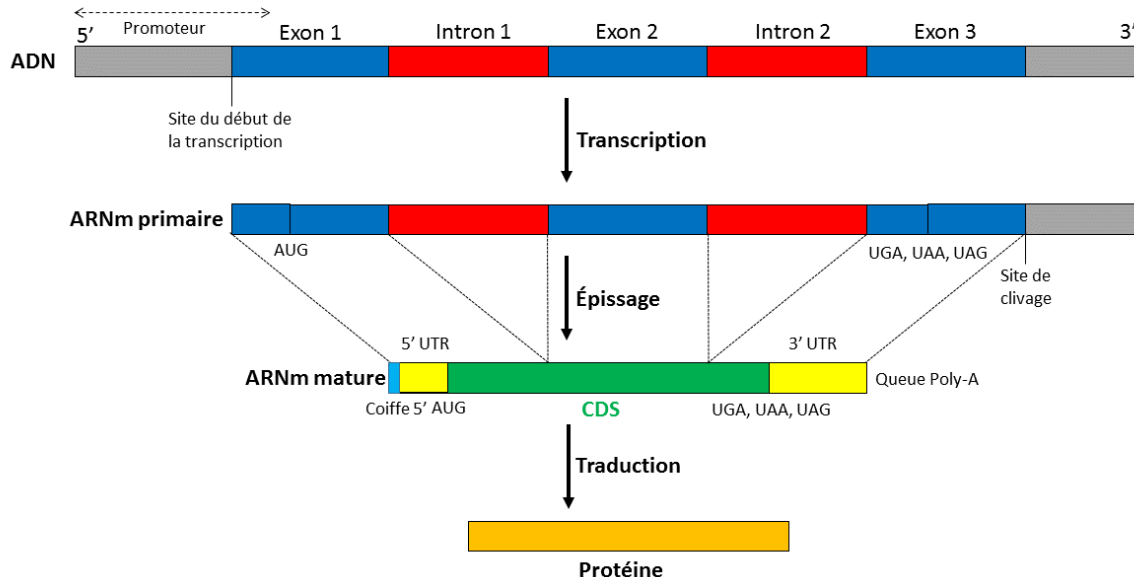 Promoteur
5’ Exon 1 Intron 1 Exon 2 Intron 2 Exon 3 3’
ADN
Site du début de
la transcription
Transcription
ARNm primaire
AUG
UGA, UAA, UAG
Site de
clivage
Épissage
5’ UTR 3’ UTR
ARNm mature Queue Poly-A
Coiffe 5’ AUG CDS UGA, UAA, UAG
Traduction
Protéine